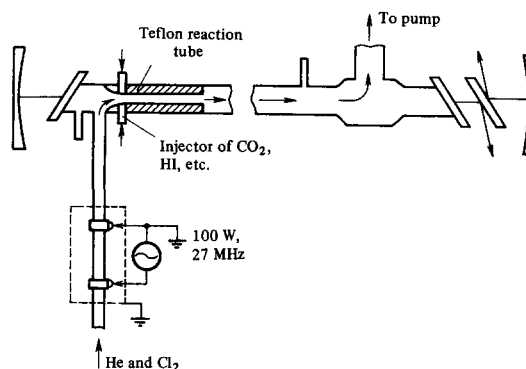 To pump
Teflon reaction
tube
Injector of CO₂,
HI, etc.
100 W,
27 MHz
He and Cl₂